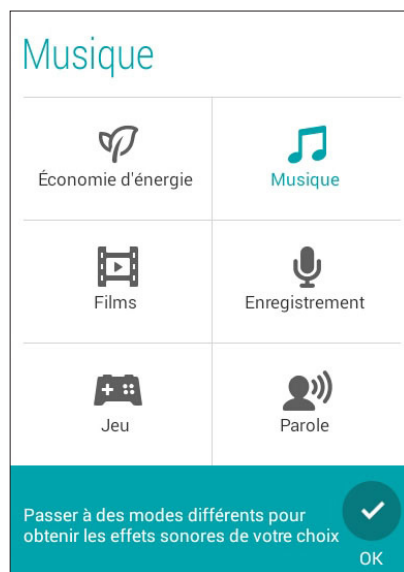 Musique
Économie d'énergie
Musique
Films
Enregistrement
Jeu
Parole
Passer à des modes différents pour
obtenir les effets sonores de votre choix
OK